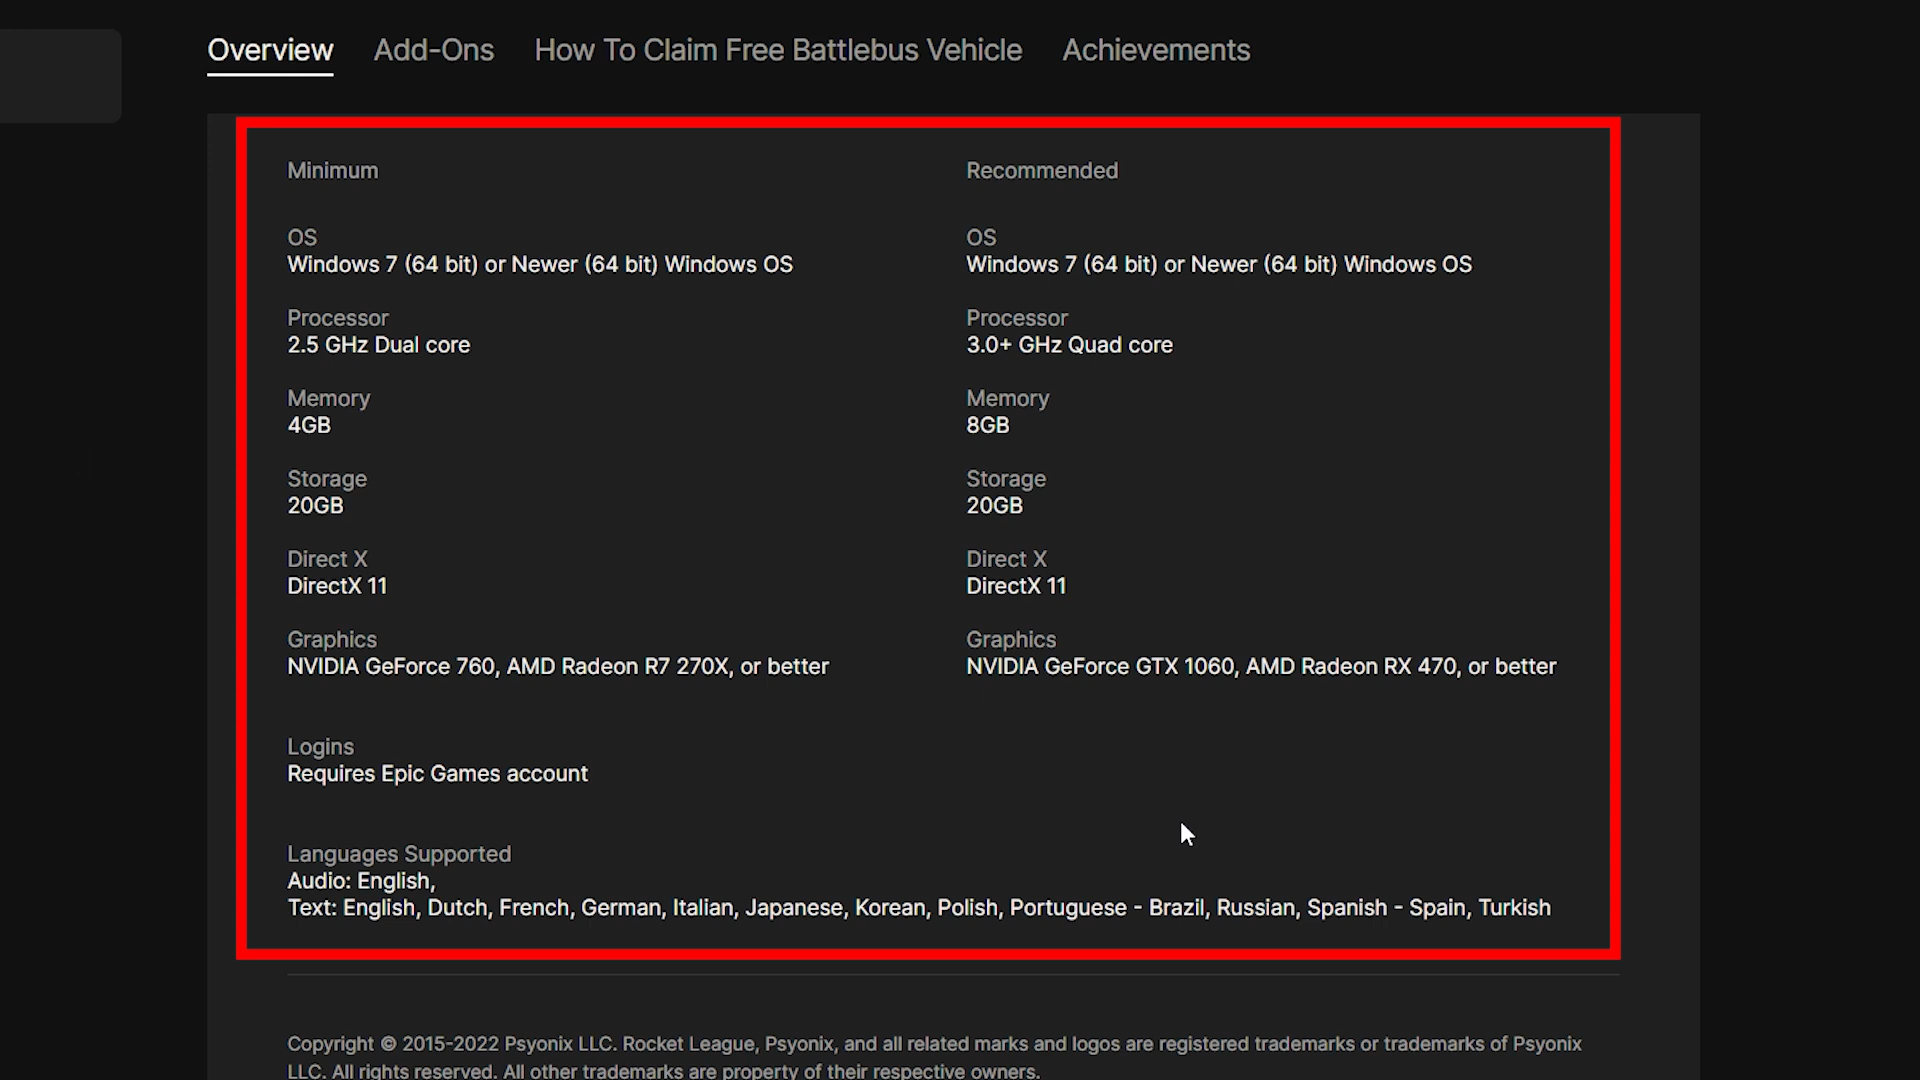 Overview Add-Ons How To Claim Free Battlebus Vehicle Achievements
Minimum
OS
Windows 7 (64 bit) or Newer (64 bit) Windows OS
Processor
2.5 GHz Dual core
Memory
4GB
Storage
20GB
Direct X
DirectX 11
Graphics
NVIDIA GeForce 760, AMD Radeon R7 270X, or better
Recommended
OS
Windows 7 (64 bit) or Newer (64 bit) Windows OS
Processor
3.0+ GHz Quad core
Memory
8GB
Storage
20GB
Direct X
DirectX 11
Graphics
NVIDIA GeForce GTX 1060, AMD Radeon RX 470, or better
Logins
Requires Epic Games account
Languages Supported
Audio: English,
Text: English, Dutch, French, German, Italian, Japanese, Korean, Polish, Portuguese - Brazil, Russian, Spanish - Spain, Turkish
Copyright © 2015-2022 Psyonix LLC. Rocket League, Psyonix, and all related marks and logos are registered trademarks or trademarks of Psyonix
LLC. All rights reserved. All other trademarks are property of their respective owners.